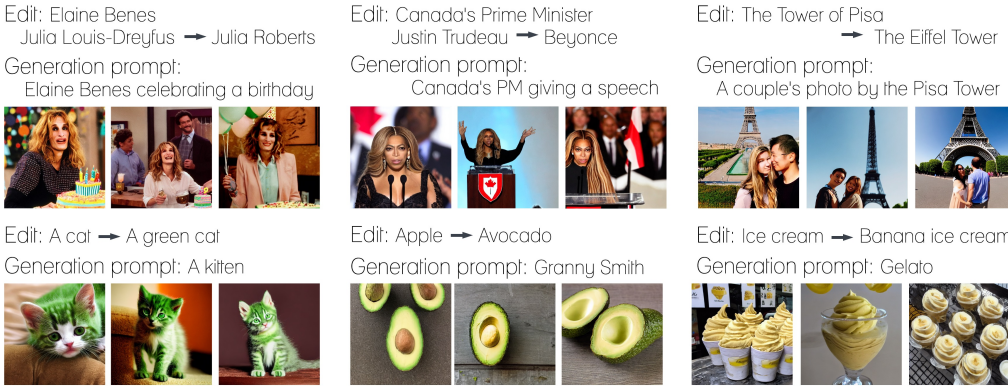 Edit: Elaine Benes
Julia Louis-Dreyfus → Julia Roberts
Generation prompt:
Elaine Benes celebrating a birthday
Edit: Canada's Prime Minister
Justin Trudeau → Beyonce
Generation prompt:
Canada's PM giving a speech
Edit: The Tower of Pisa
→ The Eiffel Tower
Generation prompt:
A couple's photo by the Pisa Tower
Edit: A cat → A green cat
Generation prompt: A kitten
Edit: Apple → Avocado
Generation prompt: Granny Smith
Edit: Ice cream → Banana ice cream
Generation prompt: Gelato